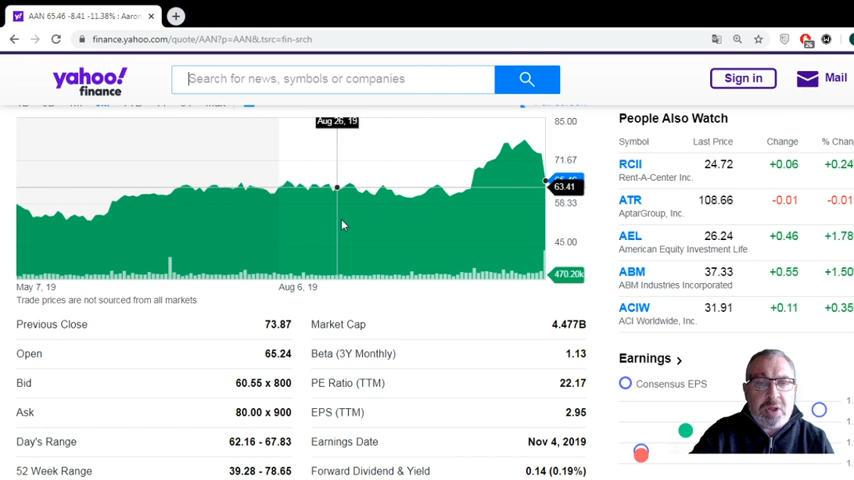 AAN 65.46 -8.41 -11.38% : Aaron
finance.yahoo.com/quote/AAN?p=AAN&.tsrc=fin-srch
26
yahoo!
finance
Search for news, symbols or companies
Sign in
Mail
Aug 26, 19
85.00
71.67
63.41
58.33
45.00
470.20k
May 7, 19
Aug 6, 19
Trade prices are not sourced from all markets
Previous Close 73.87
Open 65.24
Bid 60.55 x 800
Ask 80.00 x 900
Day's Range 62.16 - 67.83
52 Week Range 39.28 - 78.65
Market Cap 4.477B
Beta (3Y Monthly) 1.13
PE Ratio (TTM) 22.17
EPS (TTM) 2.95
Earnings Date Nov 4, 2019
Forward Dividend & Yield 0.14 (0.19%)
People Also Watch
Symbol Last Price Change % Chan
RCII 24.72 +0.06 +0.24
Rent-A-Center Inc.
ATR 108.66 -0.01 -0.01
AptarGroup, Inc.
AEL 26.24 +0.46 +1.78
American Equity Investment Life
ABM 37.33 +0.55 +1.50
ABM Industries Incorporated
ACIW 31.91 +0.11 +0.35
ACI Worldwide, Inc.
Earnings
Consensus EPS